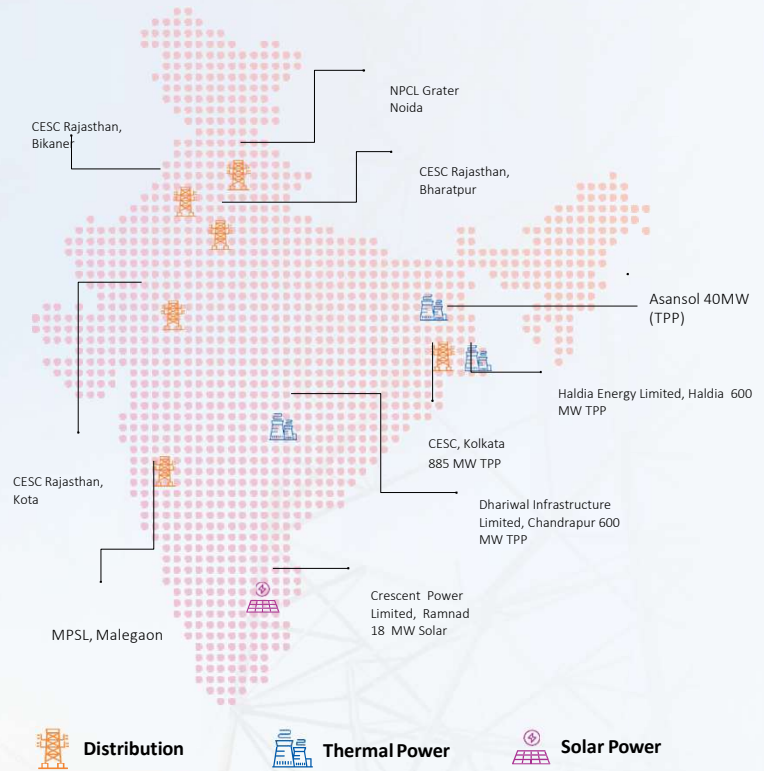 NPCL Grater
Noida
CESC Rajasthan,
Bikaner
CESC Rajasthan,
Bharatpur
Asansol 40MW
(TPP)
Haldia Energy Limited, Haldia 600
MW TPP
CESC, Kolkata
885 MW TPP
CESC Rajasthan,
Kota
Dhariwal Infrastructure
Limited, Chandrapur 600
MW TPP
Crescent Power
Limited, Ramnad
18 MW Solar
MPSL, Malegaon
Distribution
Thermal Power
Solar Power